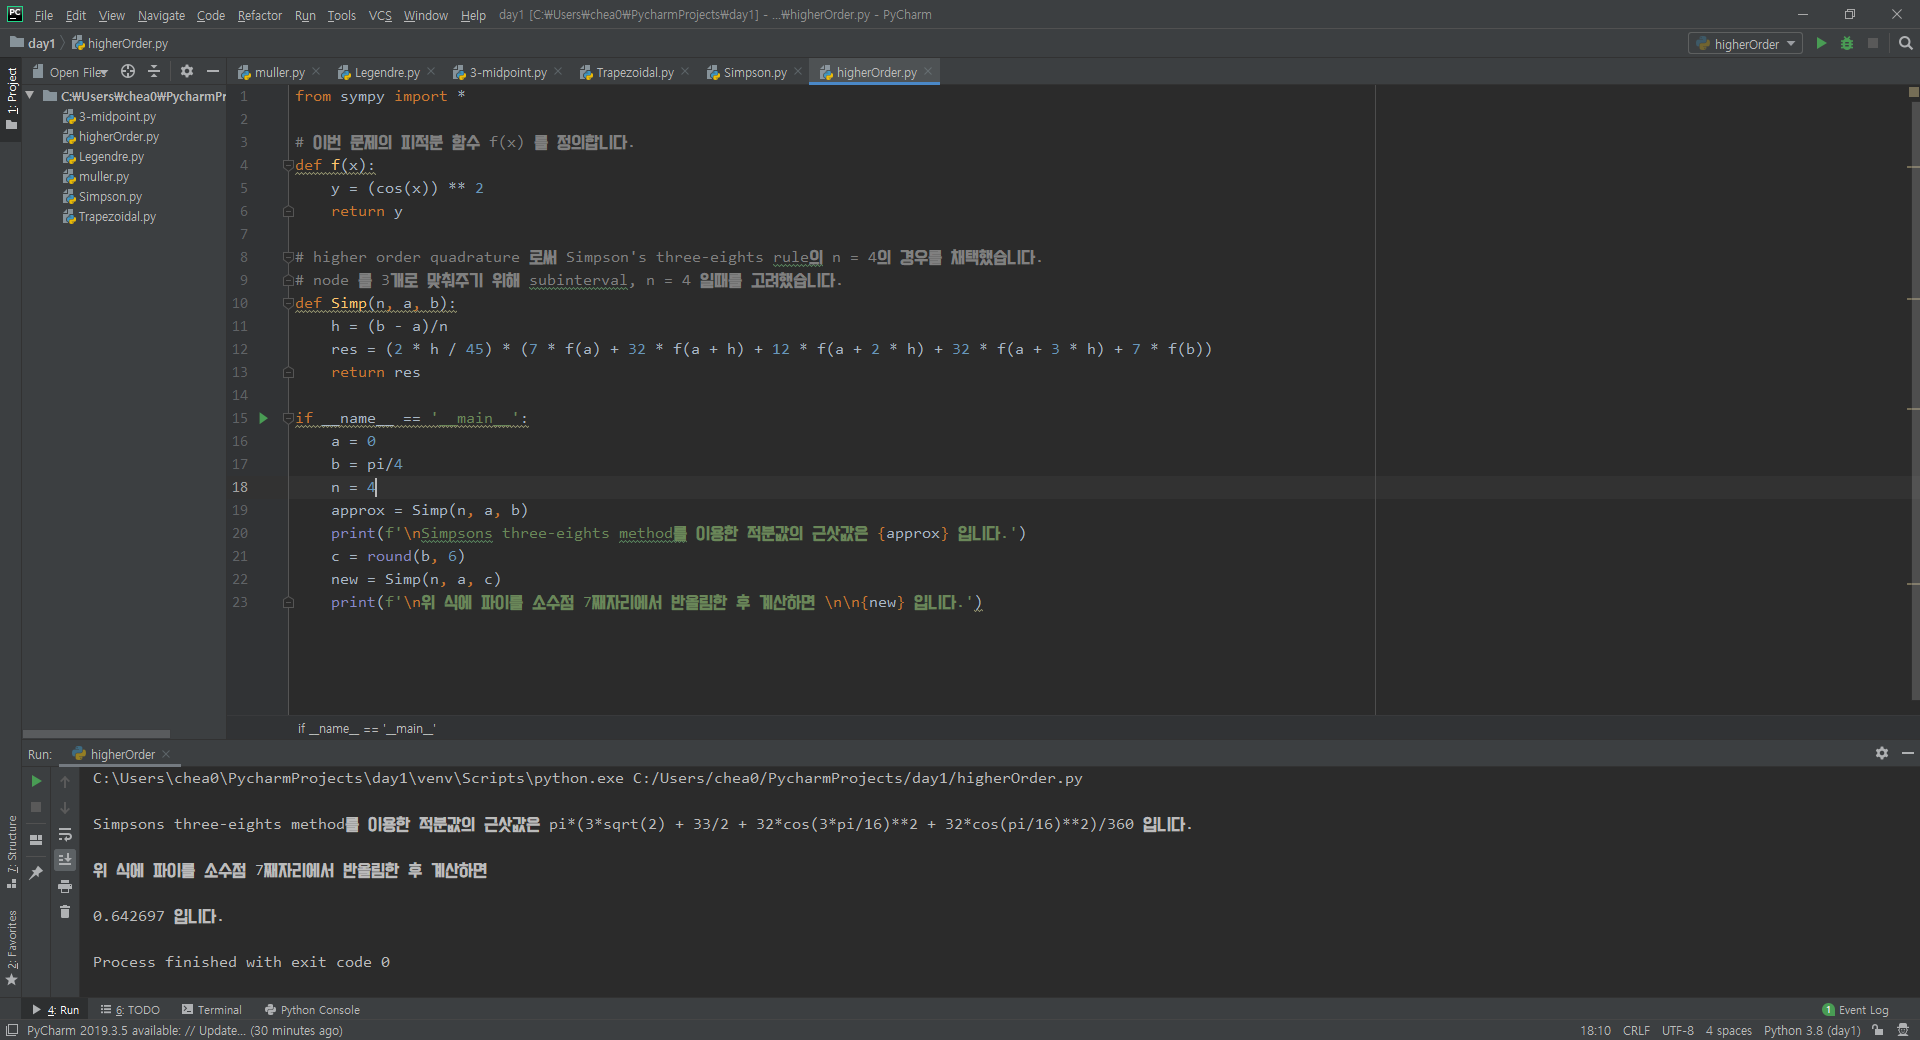 PC File Edit View Navigate Code Refactor Run Tools VCS Window Help day1 [C:₩Users₩chea0₩PycharmProjects₩day1] - ...₩higherOrder.py - PyCharm
day1 higherOrder.py higherOrder
1: Project Open Files muller.py Legendre.py 3-midpoint.py Trapezoidal.py Simpson.py higherOrder.py
C:₩Users₩chea0₩PycharmPr
3-midpoint.py
higherOrder.py
Legendre.py
muller.py
Simpson.py
Trapezoidal.py
1 from sympy import *
2
3 # 이번 문제의 피적분 함수 f(x) 를 정의합니다.
4 def f(x):
5 y = (cos(x)) ** 2
6 return y
7
8 # higher order quadrature 로써 Simpson's three-eights rule의 n = 4의 경우를 채택했습니다.
9 # node 를 3개로 맞춰주기 위해 subinterval, n = 4 일때를 고려했습니다.
10 def Simp(n, a, b):
11 h = (b - a)/n
12 res = (2 * h / 45) * (7 * f(a) + 32 * f(a + h) + 12 * f(a + 2 * h) + 32 * f(a + 3 * h) + 7 * f(b))
13 return res
14
15 if __name__ == '__main__':
16 a = 0
17 b = pi/4
18 n = 4
19 approx = Simp(n, a, b)
20 print(f'\nSimpsons three-eights method를 이용한 적분값의 근삿값은 {approx} 입니다.')
21 c = round(b, 6)
22 new = Simp(n, a, c)
23 print(f'\n위 식에 파이를 소수점 7째자리에서 반올림한 후 계산하면 \n\n{new} 입니다.')
if __name__ == '__main__'
Run: higherOrder
C:\Users\chea0\PycharmProjects\day1\venv\Scripts\python.exe C:/Users/chea0/PycharmProjects/day1/higherOrder.py
Simpsons three-eights method를 이용한 적분값의 근삿값은 pi*(3*sqrt(2) + 33/2 + 32*cos(3*pi/16)**2 + 32*cos(pi/16)**2)/360 입니다.
위 식에 파이를 소수점 7째자리에서 반올림한 후 계산하면
0.642697 입니다.
Process finished with exit code 0
7: Structure
2: Favorites
4: Run 6: TODO Terminal Python Console 1 Event Log
PyCharm 2019.3.5 available: // Update... (30 minutes ago) 18:10 CRLF UTF-8 4 spaces Python 3.8 (day1)